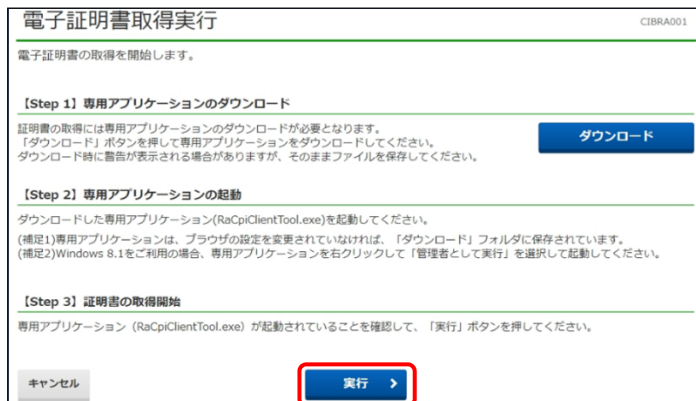 電子証明書取得実行
CIBRA001
電子証明書の取得を開始します。
【Step 1】専用アプリケーションのダウンロード
証明書の取得には専用アプリケーションのダウンロードが必要となります。
「ダウンロード」ボタンを押して専用アプリケーションをダウンロードしてください。
ダウンロード時に警告が表示される場合がありますが、そのままファイルを保存してください。
ダウンロード
【Step 2】専用アプリケーションの起動
ダウンロードした専用アプリケーション(RaCpiClientTool.exe)を起動してください。
(補足1)専用アプリケーションは、ブラウザの設定を変更されていなければ、「ダウンロード」フォルダに保存されています。
(補足2)Windows 8.1をご利用の場合、専用アプリケーションを右クリックして「管理者として実行」を選択して起動してください。
【Step 3】証明書の取得開始
専用アプリケーション（RaCpiClientTool.exe）が起動されていることを確認して、「実行」ボタンを押してください。
キャンセル
実行